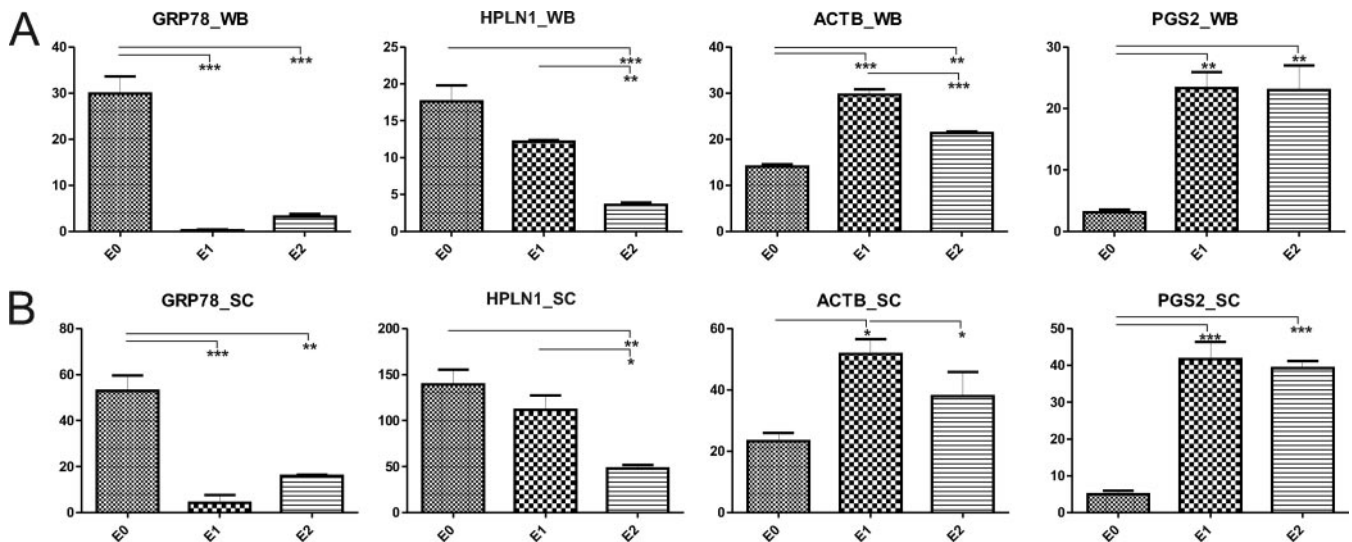 A
GRP78_WB
40
30
20
10
0
***
***
E0
E1
E2
HPLN1_WB
25
20
15
10
5
0
***
**
E0
E1
E2
ACTB_WB
40
30
20
10
0
**
***
***
E0
E1
E2
PGS2_WB
30
20
10
0
**
**
E0
E1
E2
B
GRP78_SC
80
60
40
20
0
***
**
E0
E1
E2
HPLN1_SC
200
150
100
50
0
**
*
E0
E1
E2
ACTB_SC
60
40
20
0
*
*
E0
E1
E2
PGS2_SC
50
40
30
20
10
0
***
***
E0
E1
E2